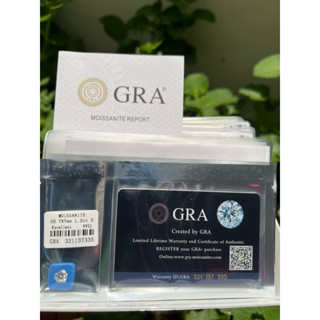 GRA®
MOISSANITE REPORT
MOISSANITE
Excellent VVS1
GRA 321137335
GRA
Created by GRA
Limited Lifetime Warranty and Certificate of Authentic
REGISTER your GRA® purchase
Online:www.gra-moissanite.com
Warranty ID-GRA 321 137 335